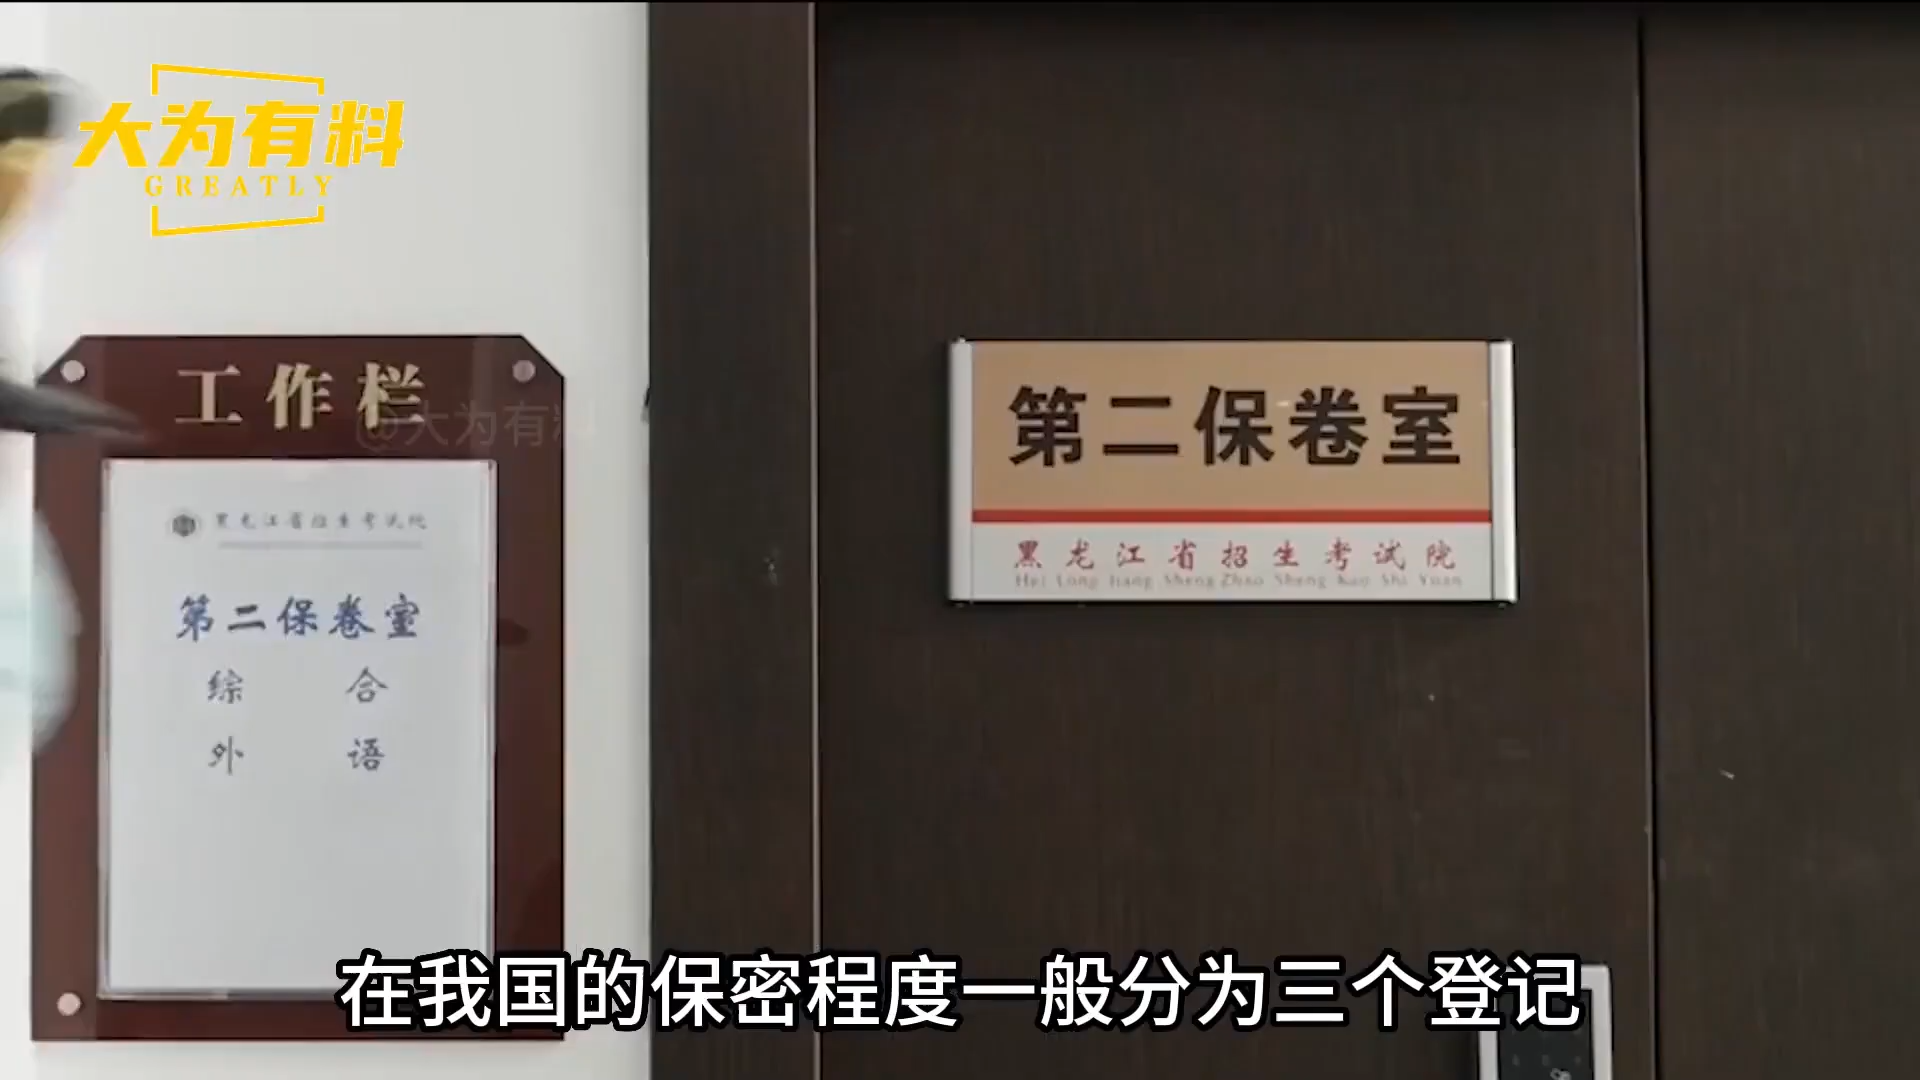 大为有料
GREATLY
工作栏
@大为有料
黑龙江省招生考试院
第二保卷室
综合
外语
第二保卷室
黑龙江省招生考试院
Hei Long Jiang Sheng Zhao Sheng Kao Shi Yuan
在我国的保密程度一般分为三个登记